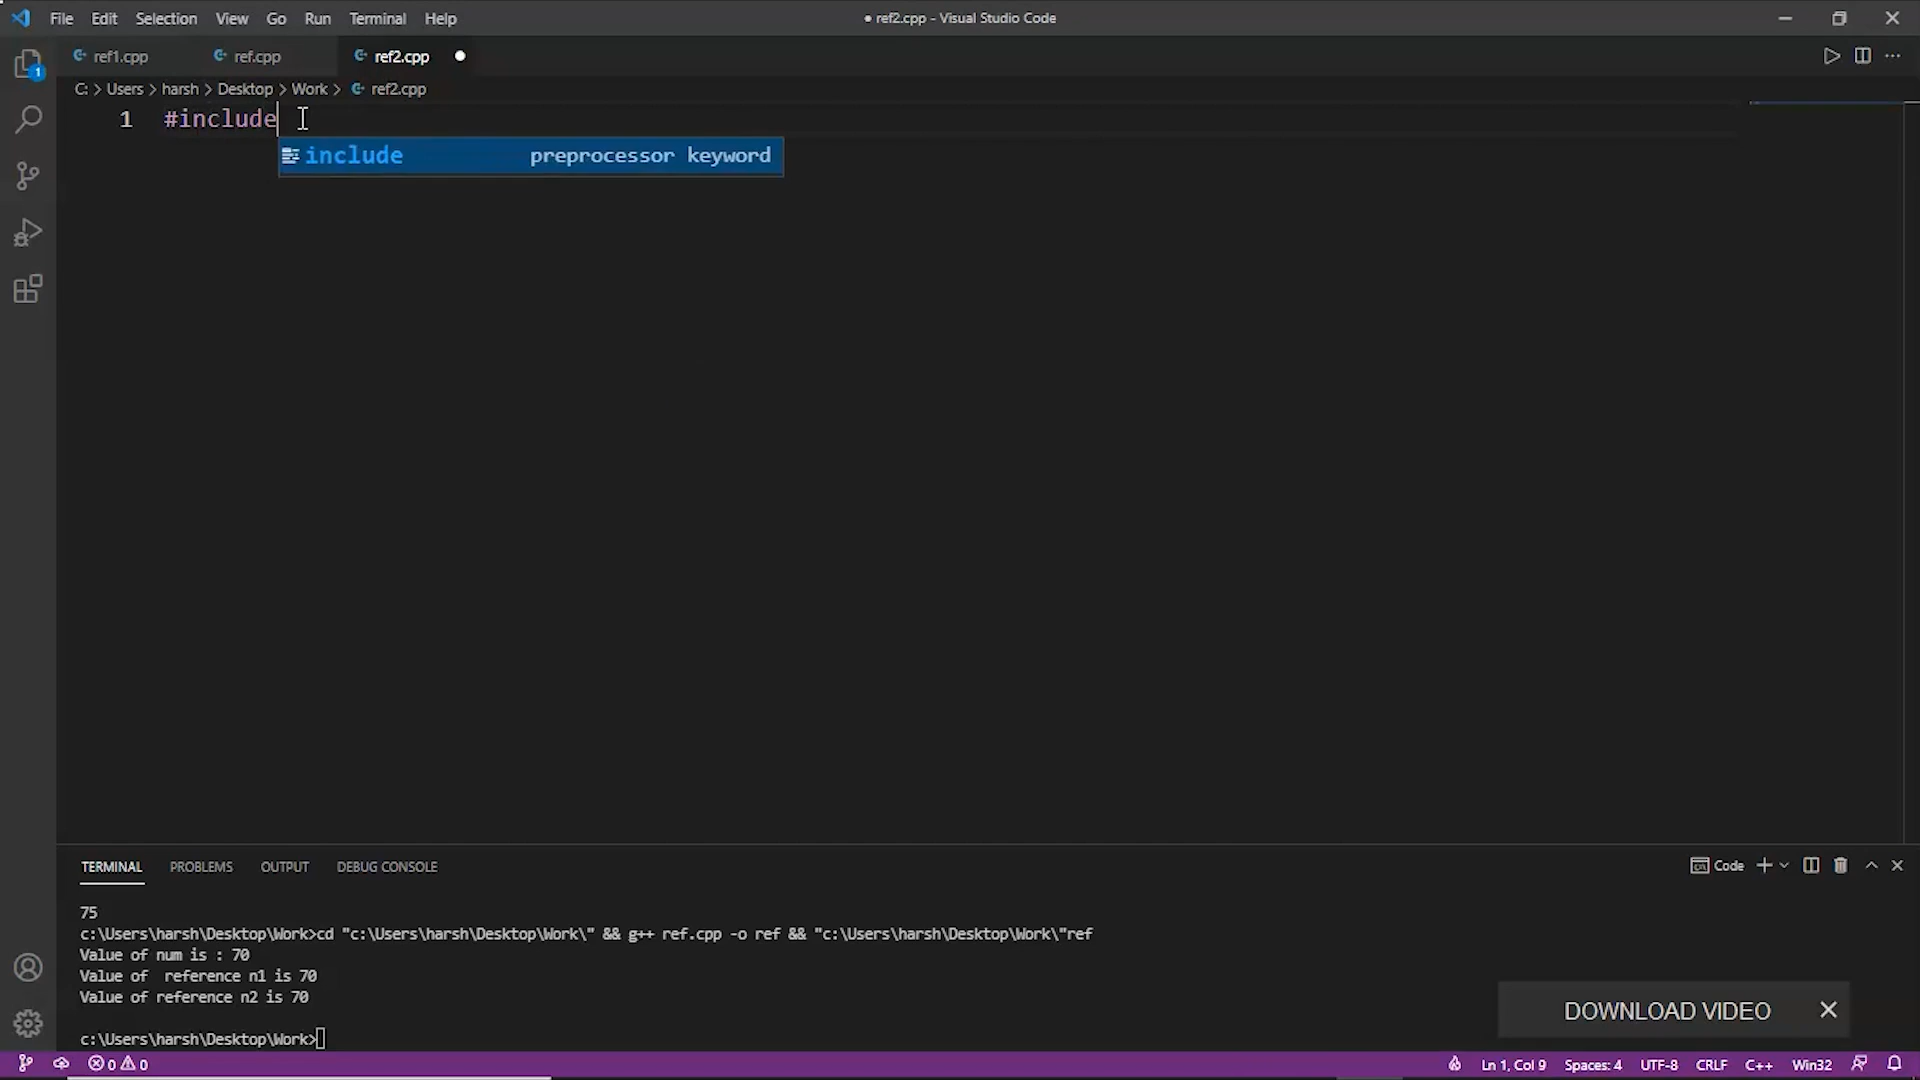 File Edit Selection View Go Run Terminal Help
● ref2.cpp - Visual Studio Code
ref1.cpp ref.cpp ref2.cpp
1
C: > Users > harsh > Desktop > Work > ref2.cpp
1 #include
include preprocessor keyword
TERMINAL PROBLEMS OUTPUT DEBUG CONSOLE
Code
75
c:\Users\harsh\Desktop\Work>cd "c:\Users\harsh\Desktop\Work\" && g++ ref.cpp -o ref && "c:\Users\harsh\Desktop\Work\"ref
Value of num is : 70
Value of  reference n1 is 70
Value of reference n2 is 70
DOWNLOAD VIDEO
c:\Users\harsh\Desktop\Work>
0 0
Ln 1, Col 9 Spaces: 4 UTF-8 CRLF C++ Win32